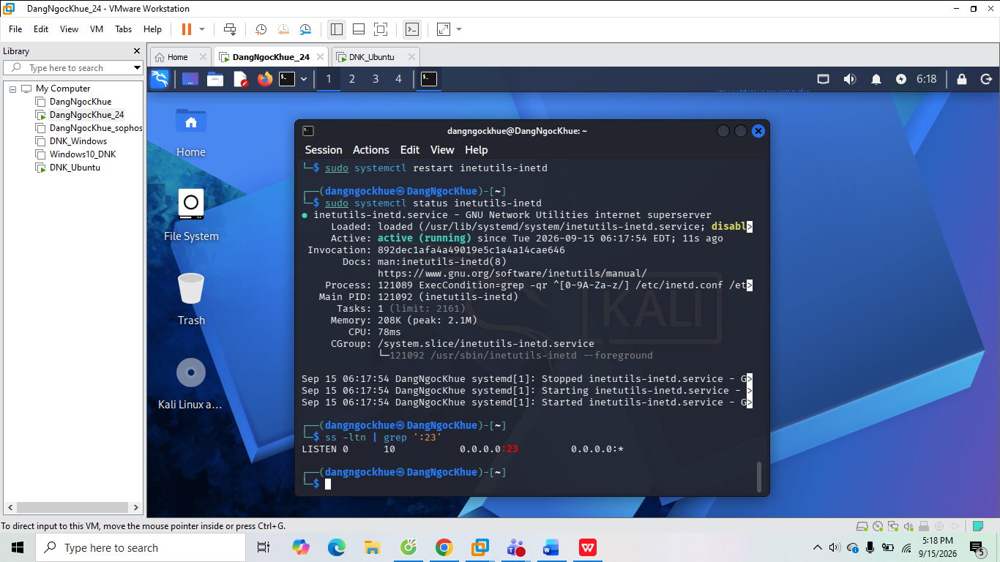 DangNgocKhue_24 - VMware Workstation
File Edit View VM Tabs Help
Library
Type here to search
My Computer
DangNgocKhue
DangNgocKhue_24
DangNgocKhue_sophos
DNK_Windows
Windows10_DNK
DNK_Ubuntu
Home DangNgocKhue_24 DNK_Ubuntu
1 2 3 4 6:18
Home
File System
Trash
Kali Linux a...
dangngockhue@DangNgocKhue: ~
Session Actions Edit View Help
└─$ sudo systemctl restart inetutils-inetd
┌──(dangngockhue㉿DangNgocKhue)-[~]
└─$ sudo systemctl status inetutils-inetd
● inetutils-inetd.service - GNU Network Utilities internet superserver
Loaded: loaded (/usr/lib/systemd/system/inetutils-inetd.service; disabl>
Active: active (running) since Tue 2026-09-15 06:17:54 EDT; 11s ago
Invocation: 892dec1afa4a49019e5c1a4a14cae646
Docs: man:inetutils-inetd(8)
https://www.gnu.org/software/inetutils/manual/
Process: 121089 ExecCondition=grep -qr ^[0-9A-Za-z/] /etc/inetd.conf /et>
Main PID: 121092 (inetutils-inetd)
Tasks: 1 (limit: 2161)
Memory: 208K (peak: 2.1M)
CPU: 78ms
CGroup: /system.slice/inetutils-inetd.service
└─121092 /usr/sbin/inetutils-inetd --foreground
Sep 15 06:17:54 DangNgocKhue systemd[1]: Stopped inetutils-inetd.service - G>
Sep 15 06:17:54 DangNgocKhue systemd[1]: Starting inetutils-inetd.service - >
Sep 15 06:17:54 DangNgocKhue systemd[1]: Started inetutils-inetd.service - G>
┌──(dangngockhue㉿DangNgocKhue)-[~]
└─$ ss -ltn | grep ':23'
LISTEN 0 10 0.0.0.0:23 0.0.0.0:*
┌──(dangngockhue㉿DangNgocKhue)-[~]
└─$
KALI
To direct input to this VM, move the mouse pointer inside or press Ctrl+G.
Type here to search
5:18 PM
9/15/2026
5